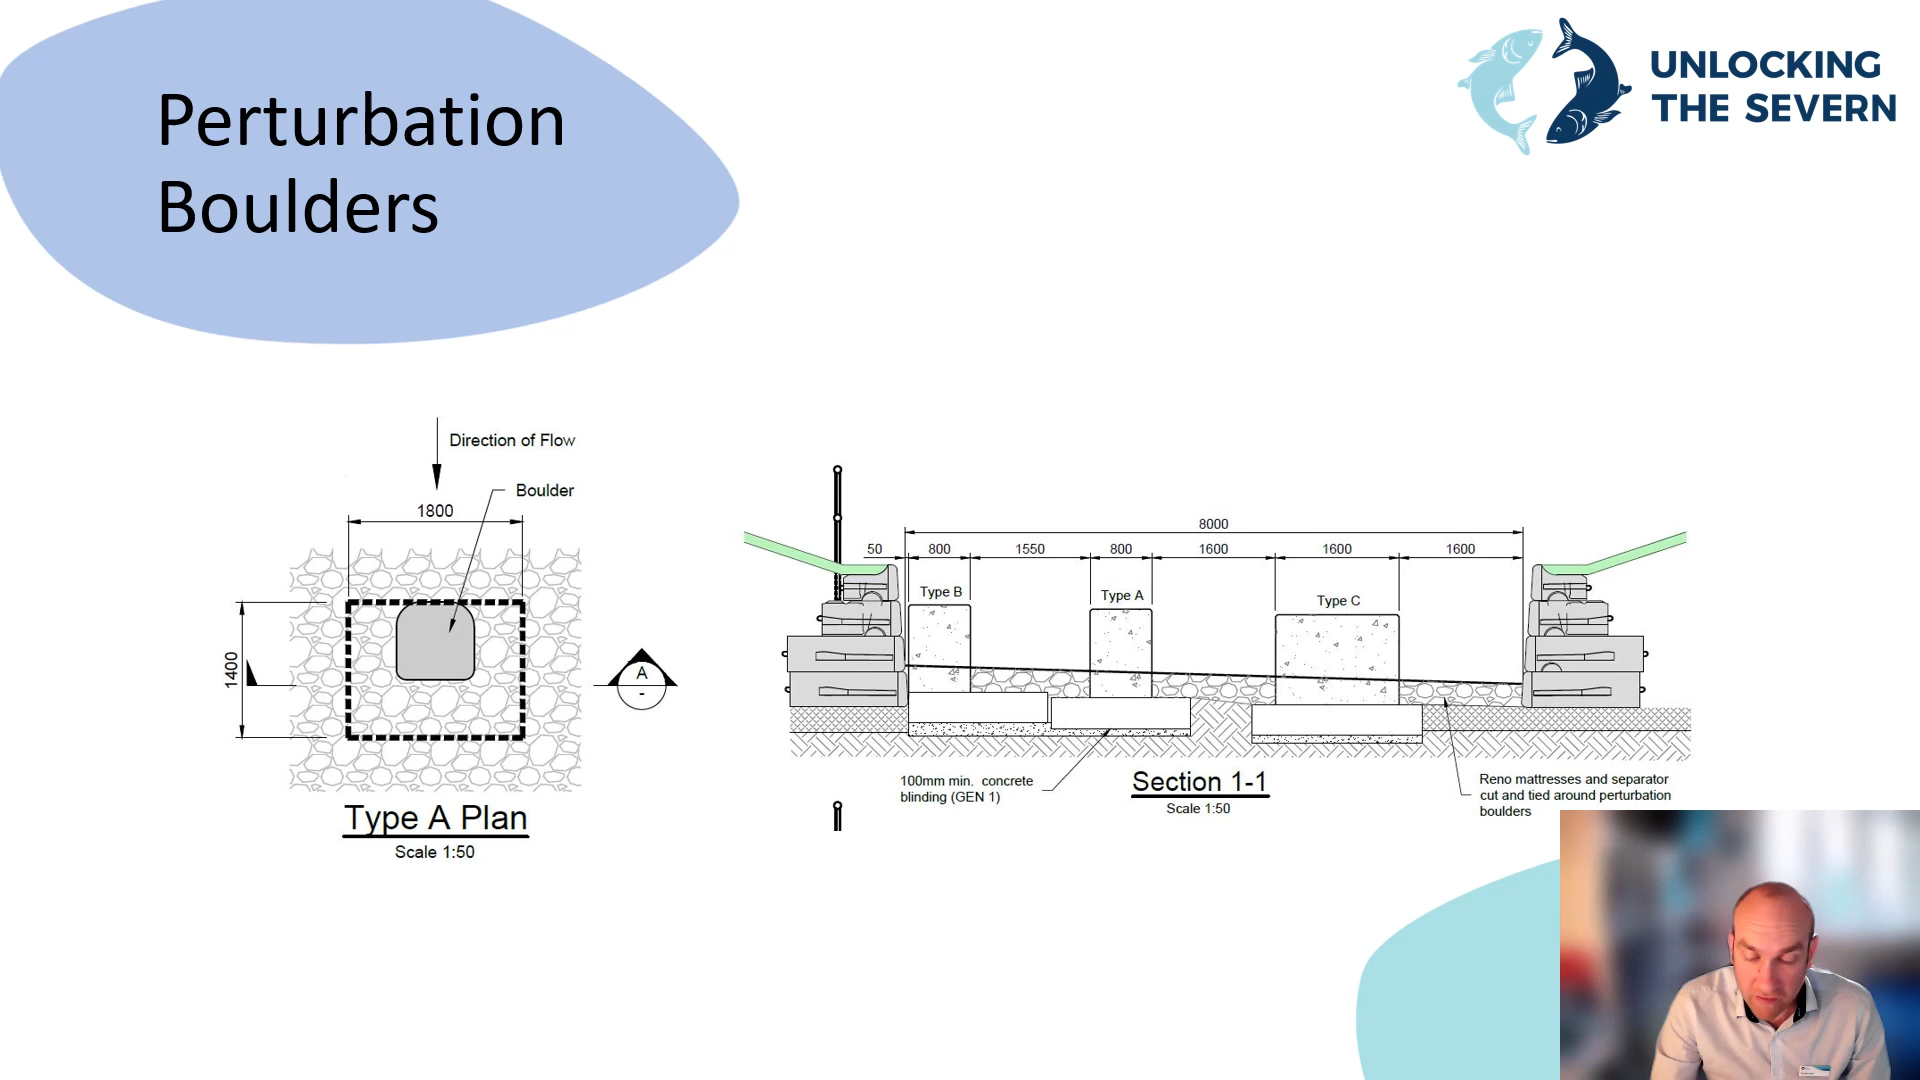 Perturbation
Boulders
UNLOCKING
THE SEVERN
Direction of Flow
Boulder
1800
1400
A
-
Type A Plan
Scale 1:50
8000
50
800
1550
800
1600
1600
1600
Type B
Type A
Type C
100mm min. concrete
blinding (GEN 1)
Section 1-1
Scale 1:50
Reno mattresses and separator
cut and tied around perturbation
boulders